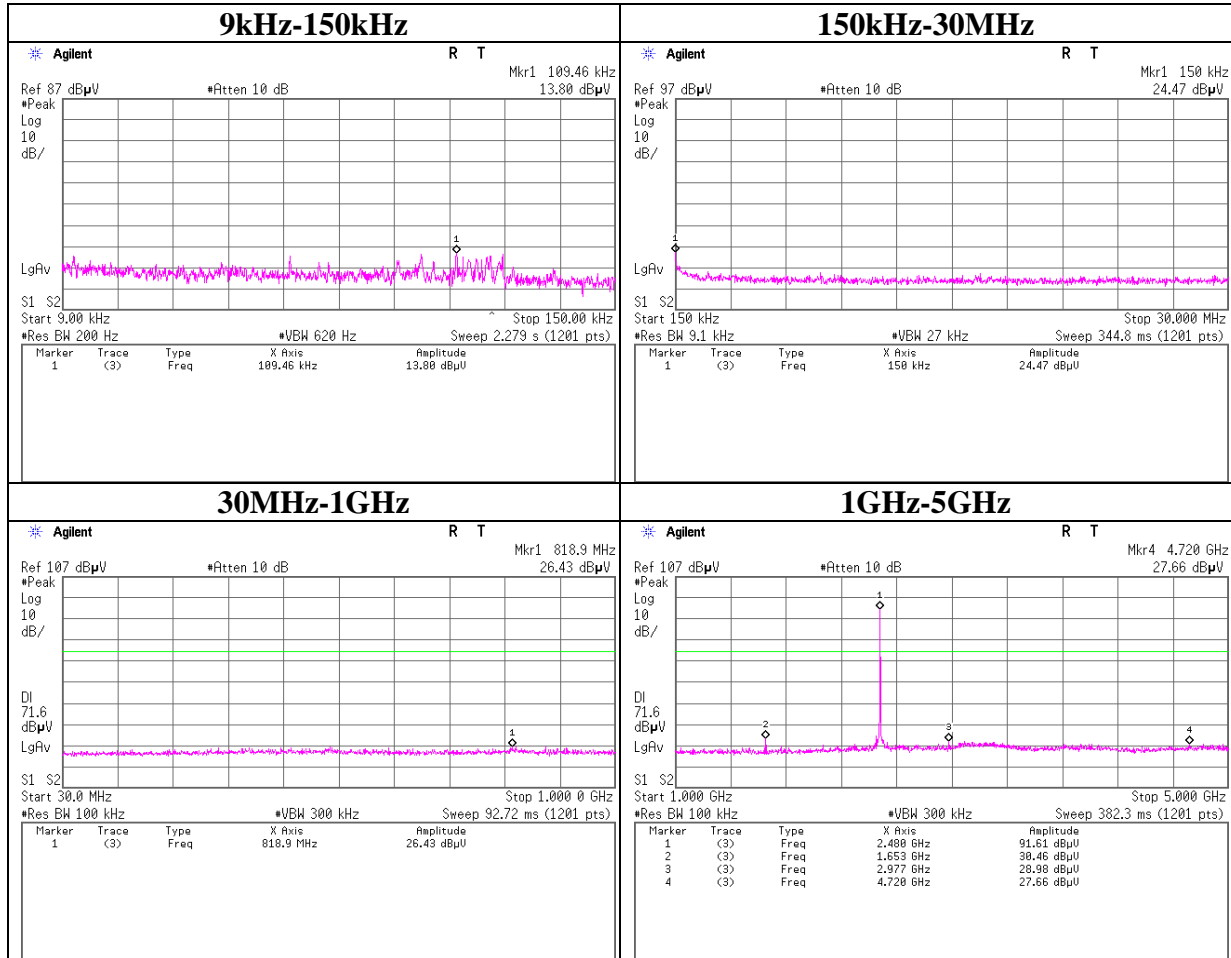 9kHz-150kHz
Agilent R T
Mkr1 109.46 kHz
Ref 87 dBµV #Atten 10 dB 13.80 dBµV
#Peak
Log
10
dB/
1
LgAv
S1 S2
Start 9.00 kHz ^ Stop 150.00 kHz
#Res BW 200 Hz #VBW 620 Hz Sweep 2.279 s (1201 pts)
Marker Trace Type X Axis Amplitude
1 (3) Freq 109.46 kHz 13.80 dBµV
150kHz-30MHz
Agilent R T
Mkr1 150 kHz
Ref 97 dBµV #Atten 10 dB 24.47 dBµV
#Peak
Log
10
dB/
1
LgAv
S1 S2
Start 150 kHz Stop 30.000 MHz
#Res BW 9.1 kHz #VBW 27 kHz Sweep 344.8 ms (1201 pts)
Marker Trace Type X Axis Amplitude
1 (3) Freq 150 kHz 24.47 dBµV
30MHz-1GHz
Agilent R T
Mkr1 818.9 MHz
Ref 107 dBµV #Atten 10 dB 26.43 dBµV
#Peak
Log
10
dB/
DI
71.6
dBµV
1
LgAv
S1 S2
Start 30.0 MHz Stop 1.000 0 GHz
#Res BW 100 kHz #VBW 300 kHz Sweep 92.72 ms (1201 pts)
Marker Trace Type X Axis Amplitude
1 (3) Freq 818.9 MHz 26.43 dBµV
1GHz-5GHz
Agilent R T
Mkr4 4.720 GHz
Ref 107 dBµV #Atten 10 dB 27.66 dBµV
#Peak
1
Log
10
dB/
DI
71.6
dBµV
2 3 4
LgAv
S1 S2
Start 1.000 GHz Stop 5.000 GHz
#Res BW 100 kHz #VBW 300 kHz Sweep 382.3 ms (1201 pts)
Marker Trace Type X Axis Amplitude
1 (3) Freq 2.480 GHz 91.61 dBµV
2 (3) Freq 1.653 GHz 30.46 dBµV
3 (3) Freq 2.977 GHz 28.98 dBµV
4 (3) Freq 4.720 GHz 27.66 dBµV